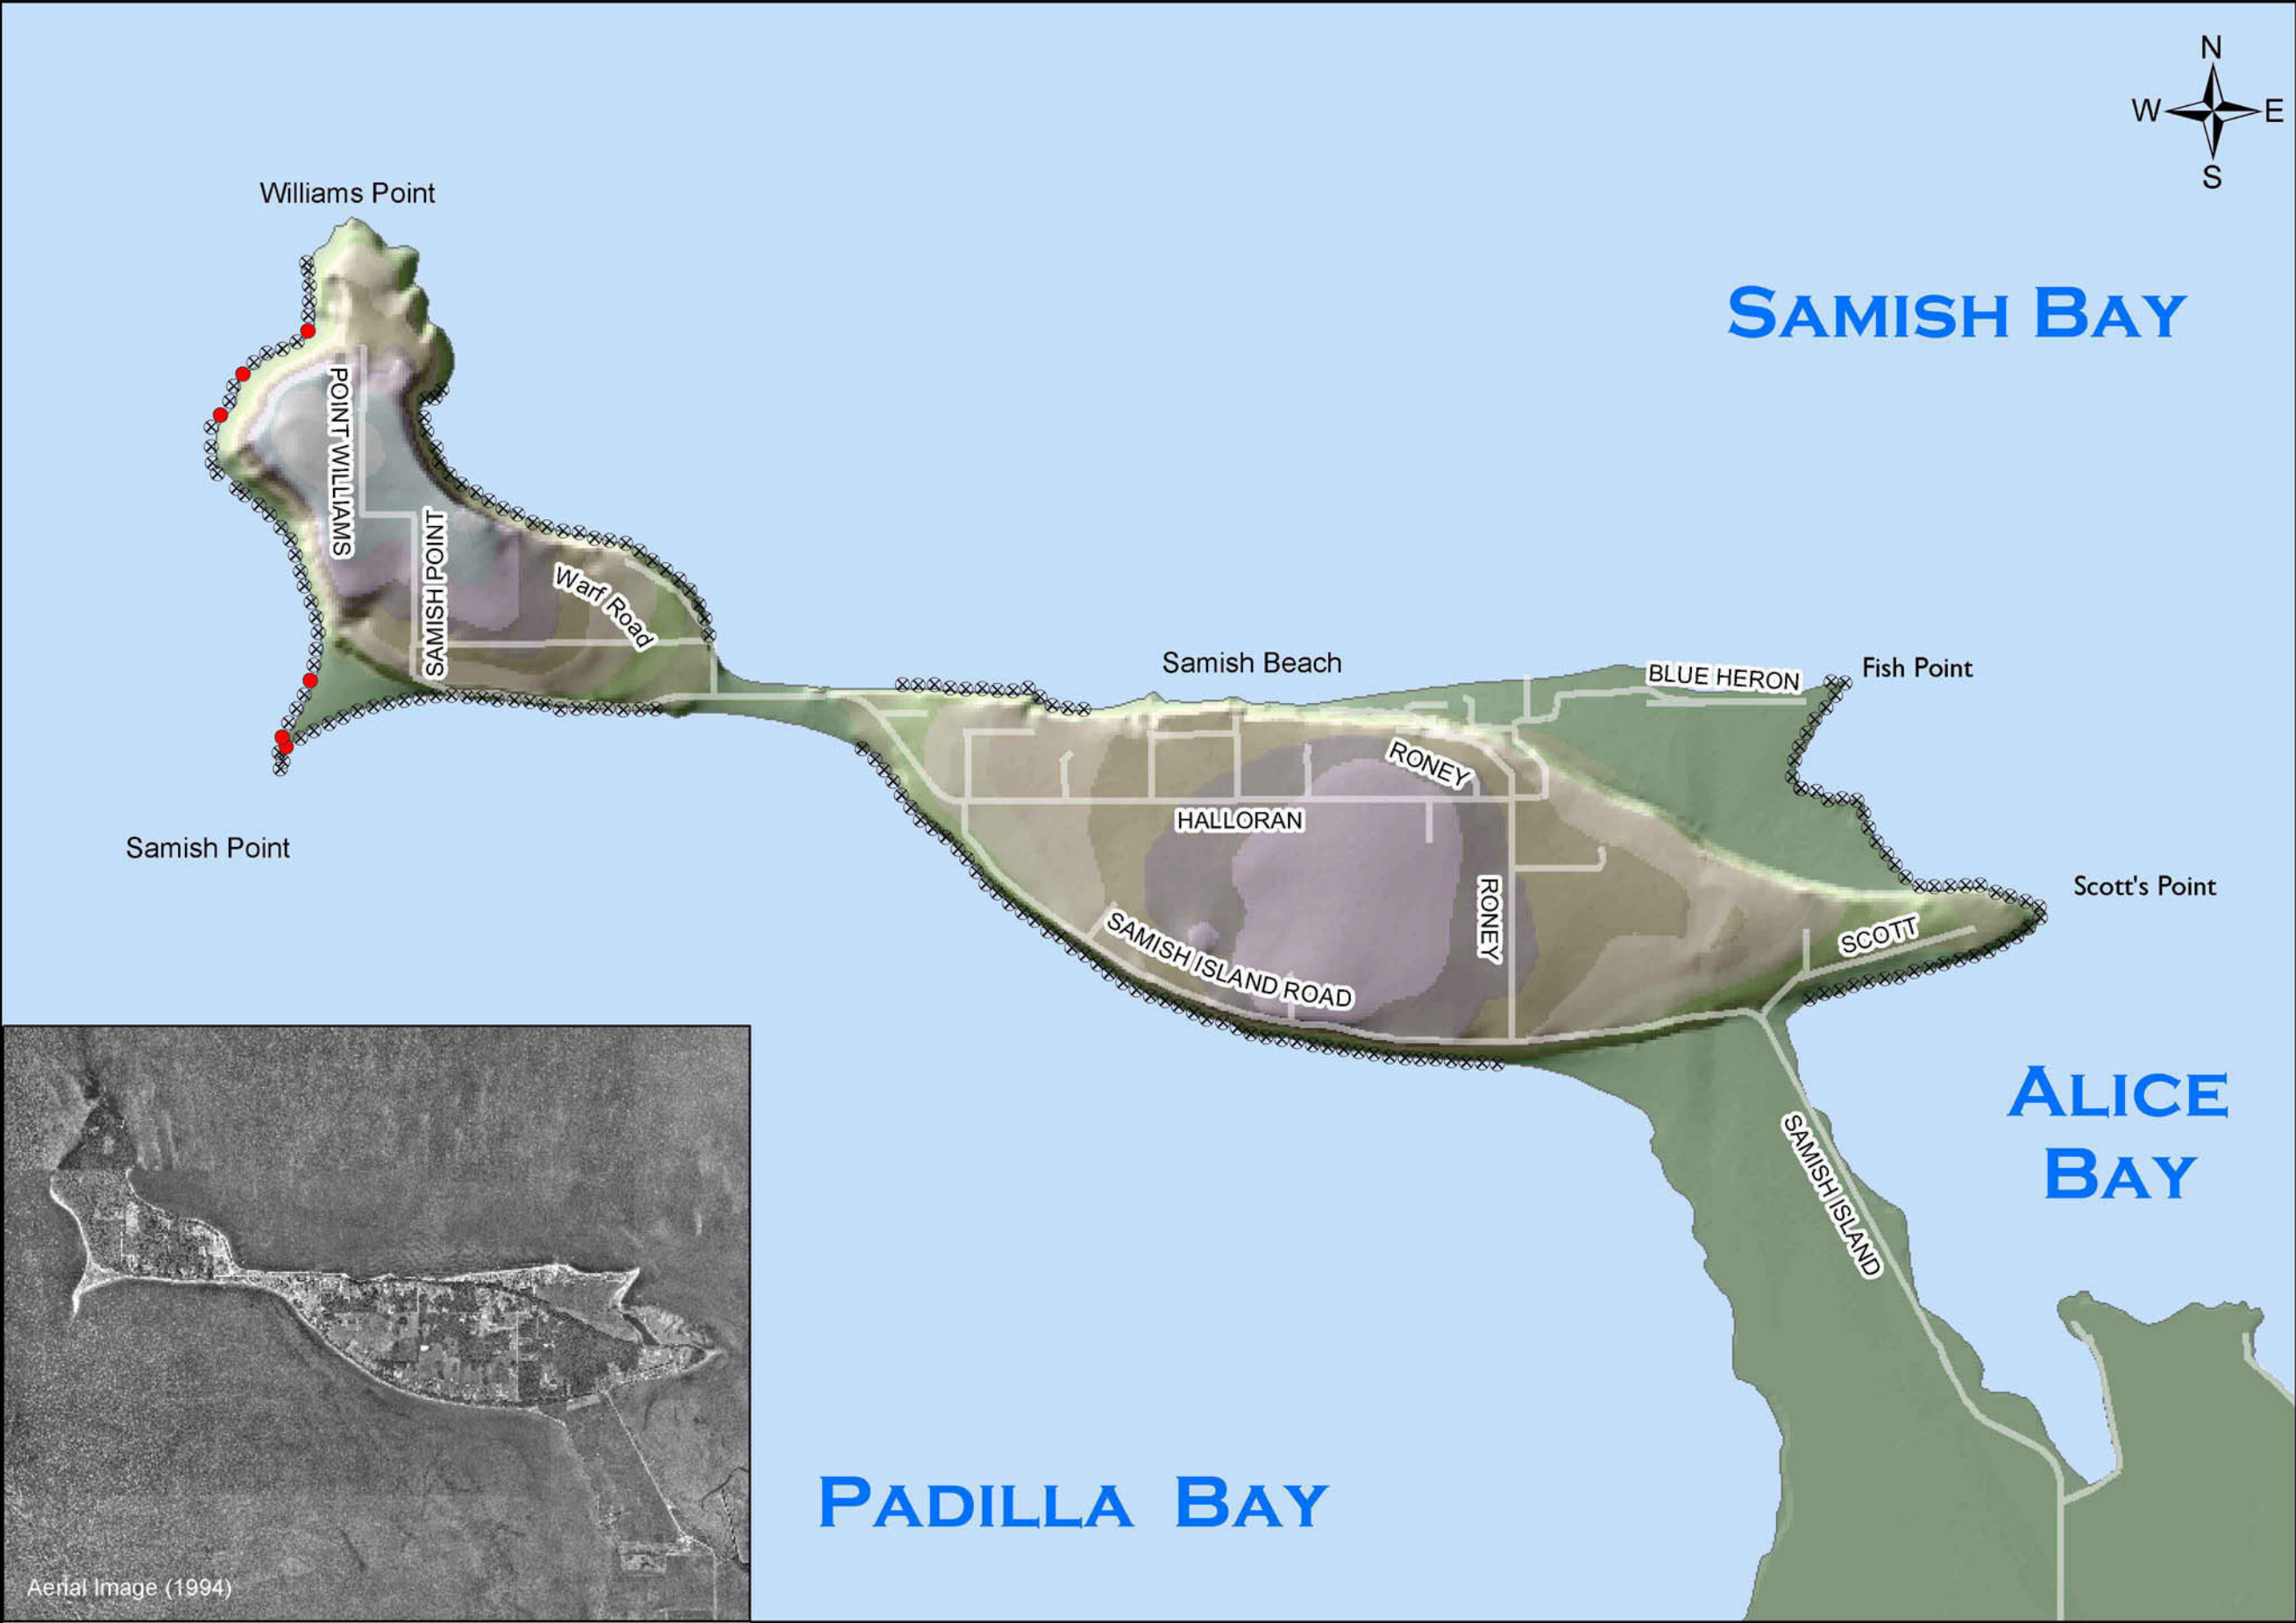 N
W E
S
Williams Point
SAMISH BAY
POINT WILLIAMS
SAMISH POINT
Warf Road
Samish Beach
BLUE HERON
Fish Point
RONEY
HALLORAN
Samish Point
RONEY
Scott's Point
SCOTT
SAMISH ISLAND ROAD
ALICE
BAY
SAMISH ISLAND
PADILLA BAY
Aerial Image (1994)